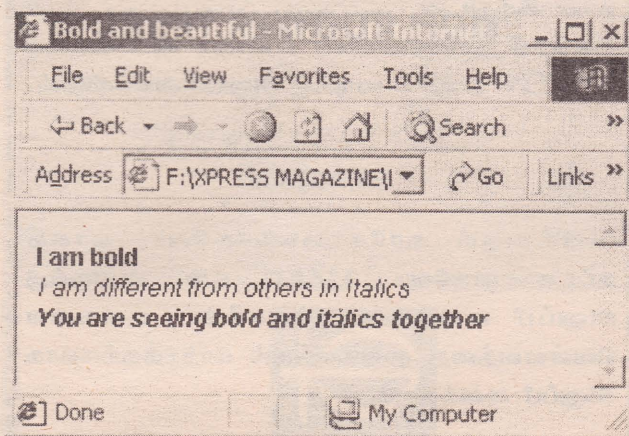 Bold and beautiful - Microsoft Internet
File Edit View Favorites Tools Help
Back Search »
Address F:\XPRESS MAGAZINE\ Go Links »
I am bold
I am different from others in Italics
You are seeing bold and italics together
Done My Computer